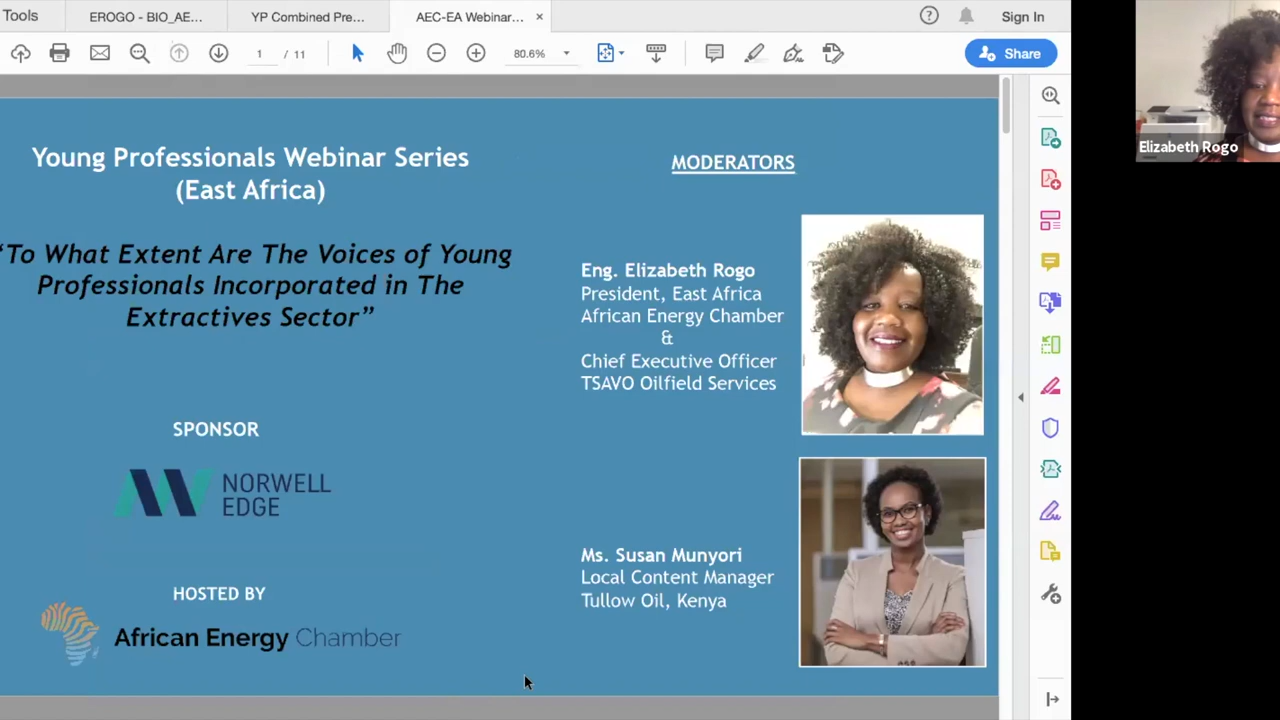 Tools
EROGO - BIO_AE...
YP Combined Pre...
AEC-EA Webinar... ×
Sign In
1 / 11
80.6%
Share
Elizabeth Rogo
Young Professionals Webinar Series
(East Africa)
“To What Extent Are The Voices of Young
Professionals Incorporated in The
Extractives Sector”
SPONSOR
NORWELL
EDGE
HOSTED BY
African Energy Chamber
MODERATORS
Eng. Elizabeth Rogo
President, East Africa
African Energy Chamber
&
Chief Executive Officer
TSAVO Oilfield Services
Ms. Susan Munyori
Local Content Manager
Tullow Oil, Kenya